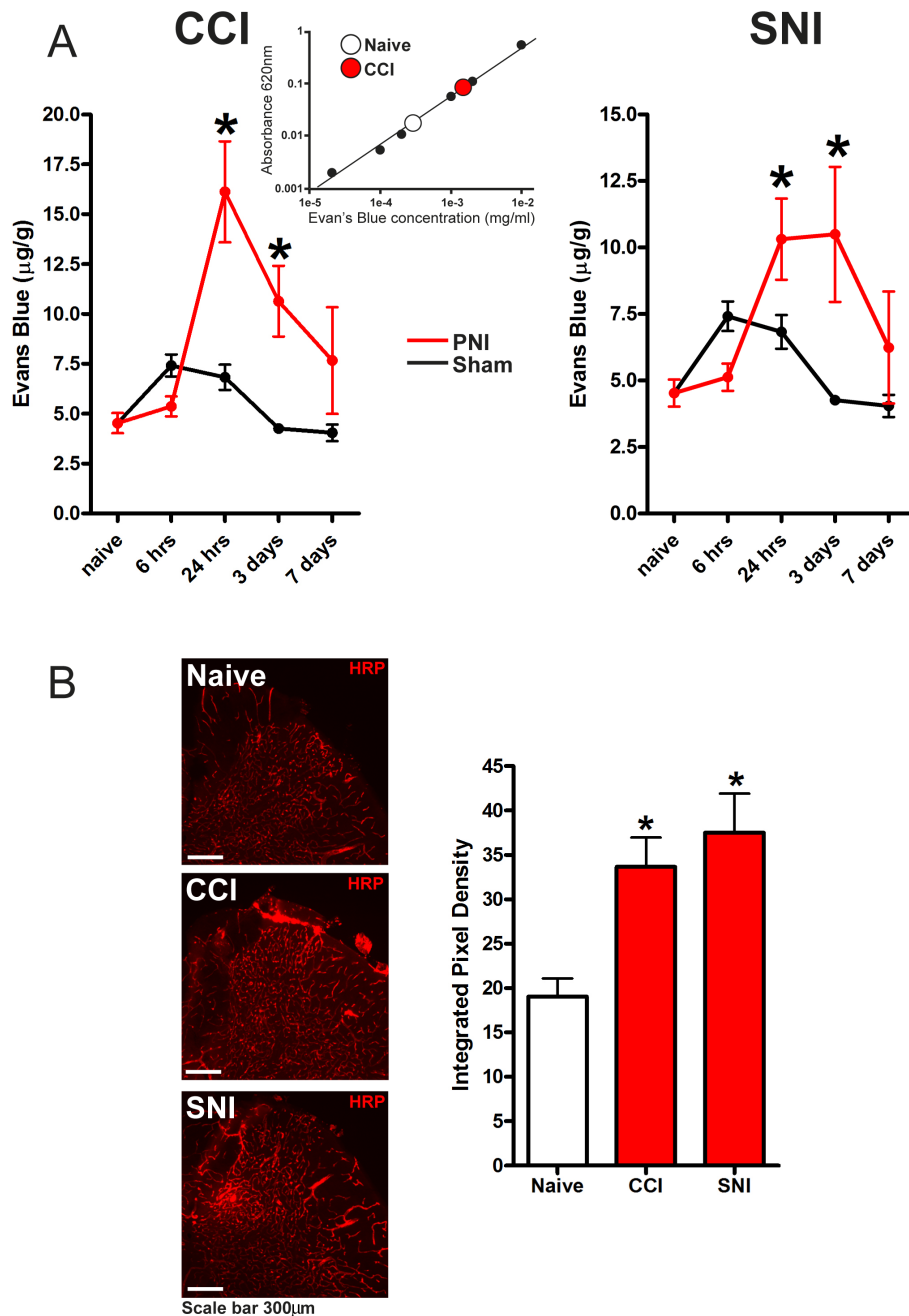 A
CCI
SNI
Naive
CCI
Absorbance 620nm
1
0.1
0.01
0.001
1e-5
1e-4
1e-3
1e-2
Evan's Blue concentration (mg/ml)
Evans Blue (µg/g)
20.0
17.5
15.0
12.5
10.0
7.5
5.0
2.5
0.0
*
*
naive
6 hrs
24 hrs
3 days
7 days
PNI
Sham
Evans Blue (µg/g)
15.0
12.5
10.0
7.5
5.0
2.5
0.0
*
*
naive
6 hrs
24 hrs
3 days
7 days
B
Naive
HRP
CCI
HRP
SNI
HRP
Scale bar 300µm
Integrated Pixel Density
45
40
35
30
25
20
15
10
5
0
*
*
Naive
CCI
SNI